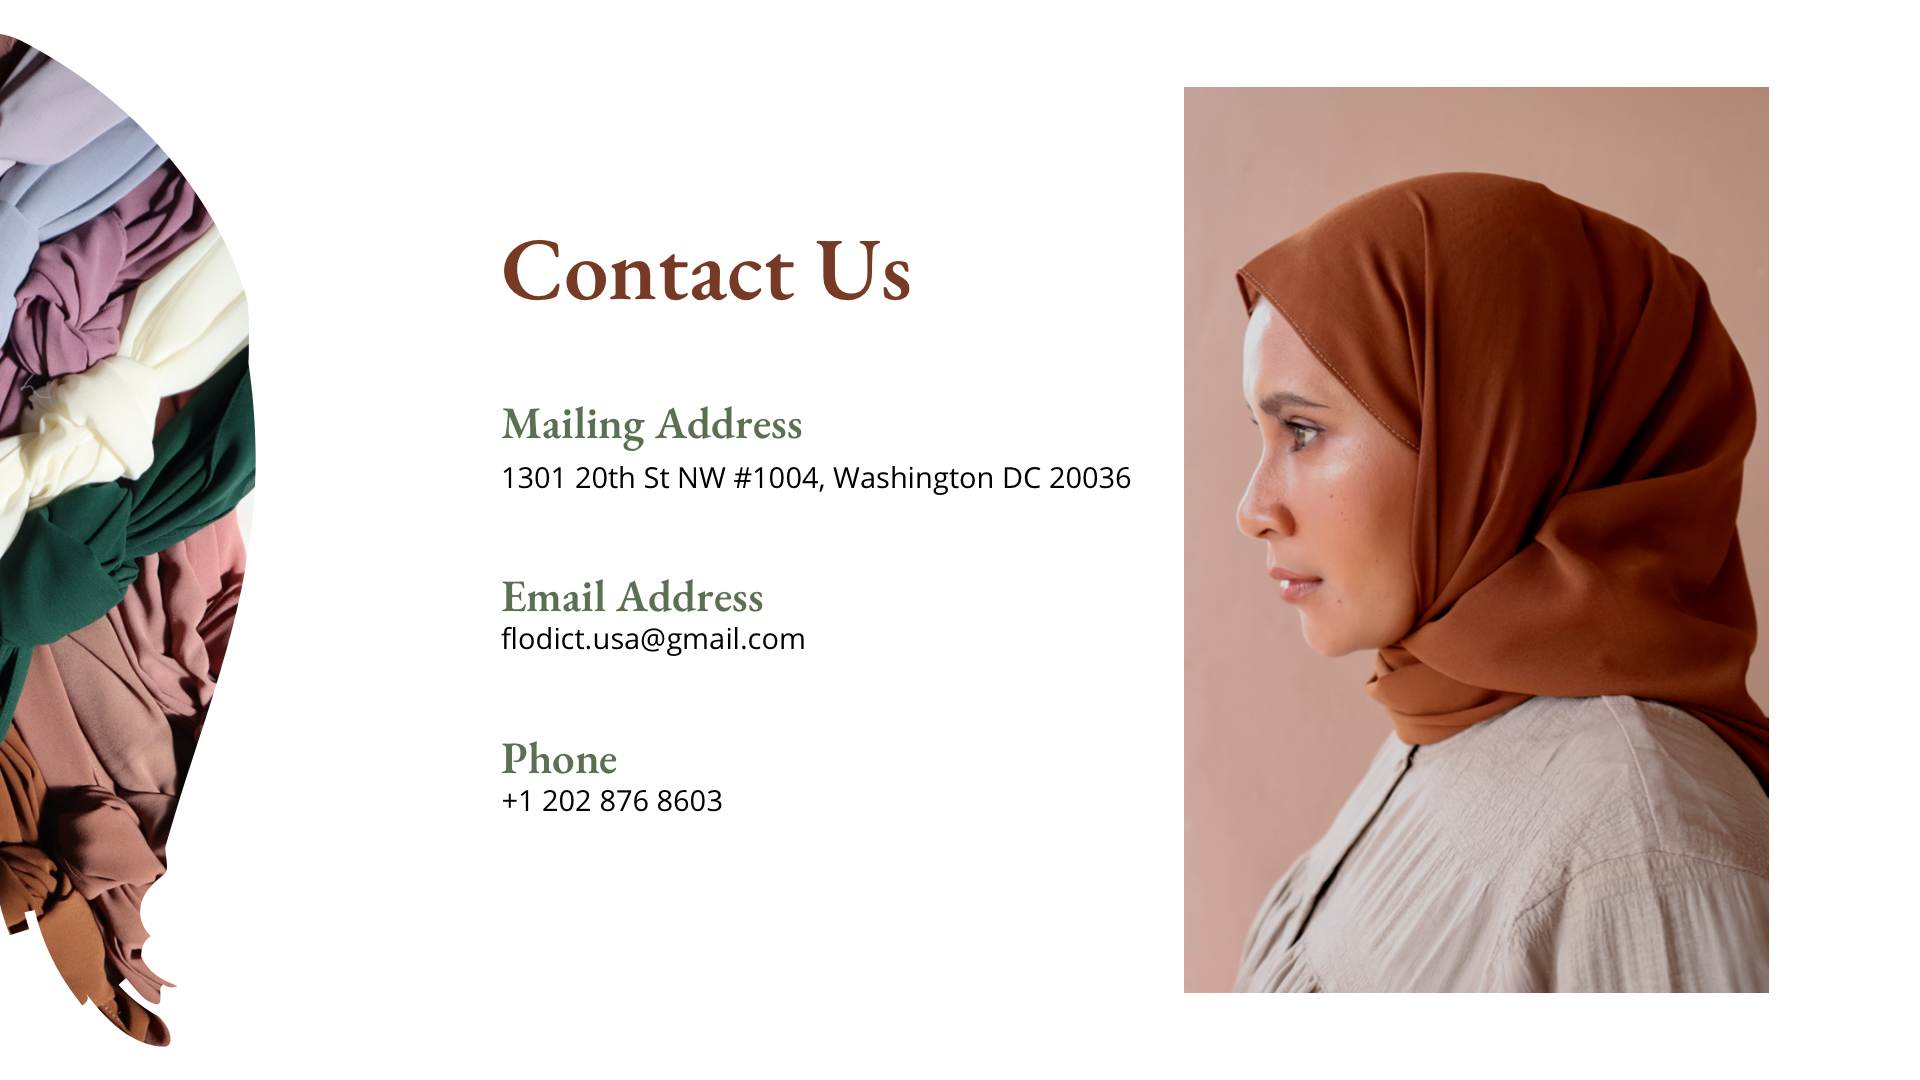 Contact Us
Mailing Address
1301 20th St NW #1004, Washington DC 20036
Email Address
flodict.usa@gmail.com
Phone
+1 202 876 8603